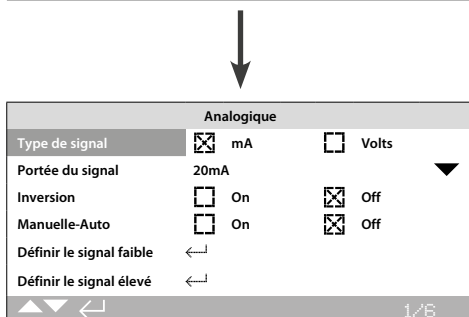 Analogique
Type de signal mA Volts
Portée du signal 20mA
Inversion On Off
Manuelle-Auto On Off
Définir le signal faible
Définir le signal élevé
1/6